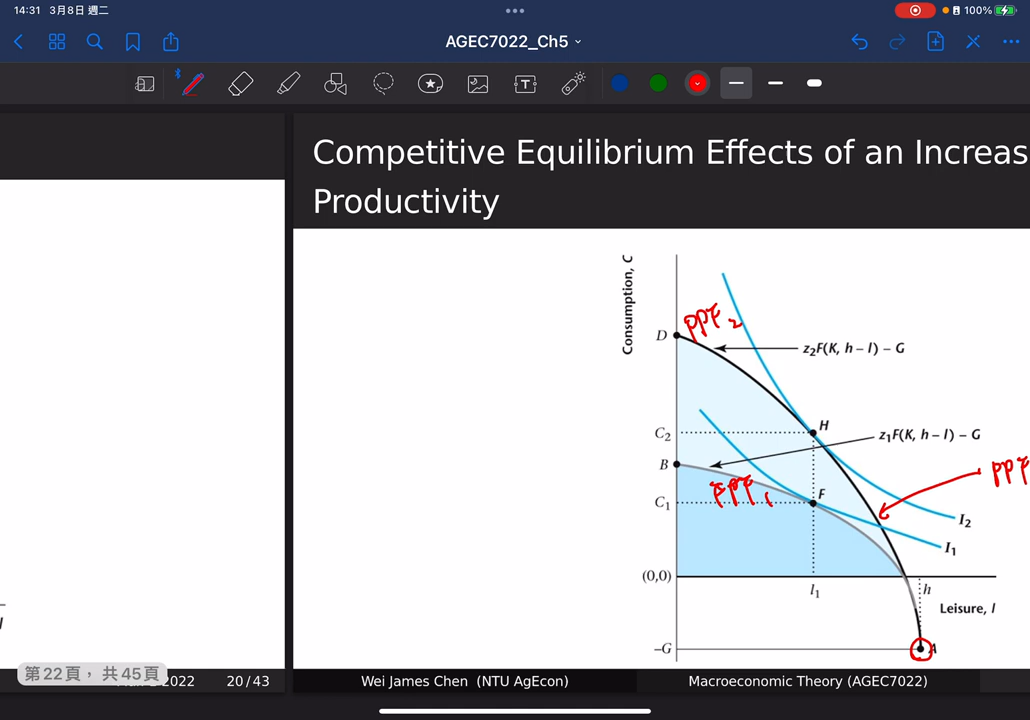 14:31 3月8日 週二
100%
AGEC7022_Ch5
T
Competitive Equilibrium Effects of an Increas
Productivity
Consumption, C
D
PPF₂
z₂F(K, h – l) – G
C₂
H
z₁F(K, h – l) – G
B
PPF₁
F
PPF
C₁
I₂
I₁
(0,0)
l₁
h
Leisure, l
–G
A
第22頁，共45頁
2022
20/43
Wei James Chen (NTU AgEcon)
Macroeconomic Theory (AGEC7022)